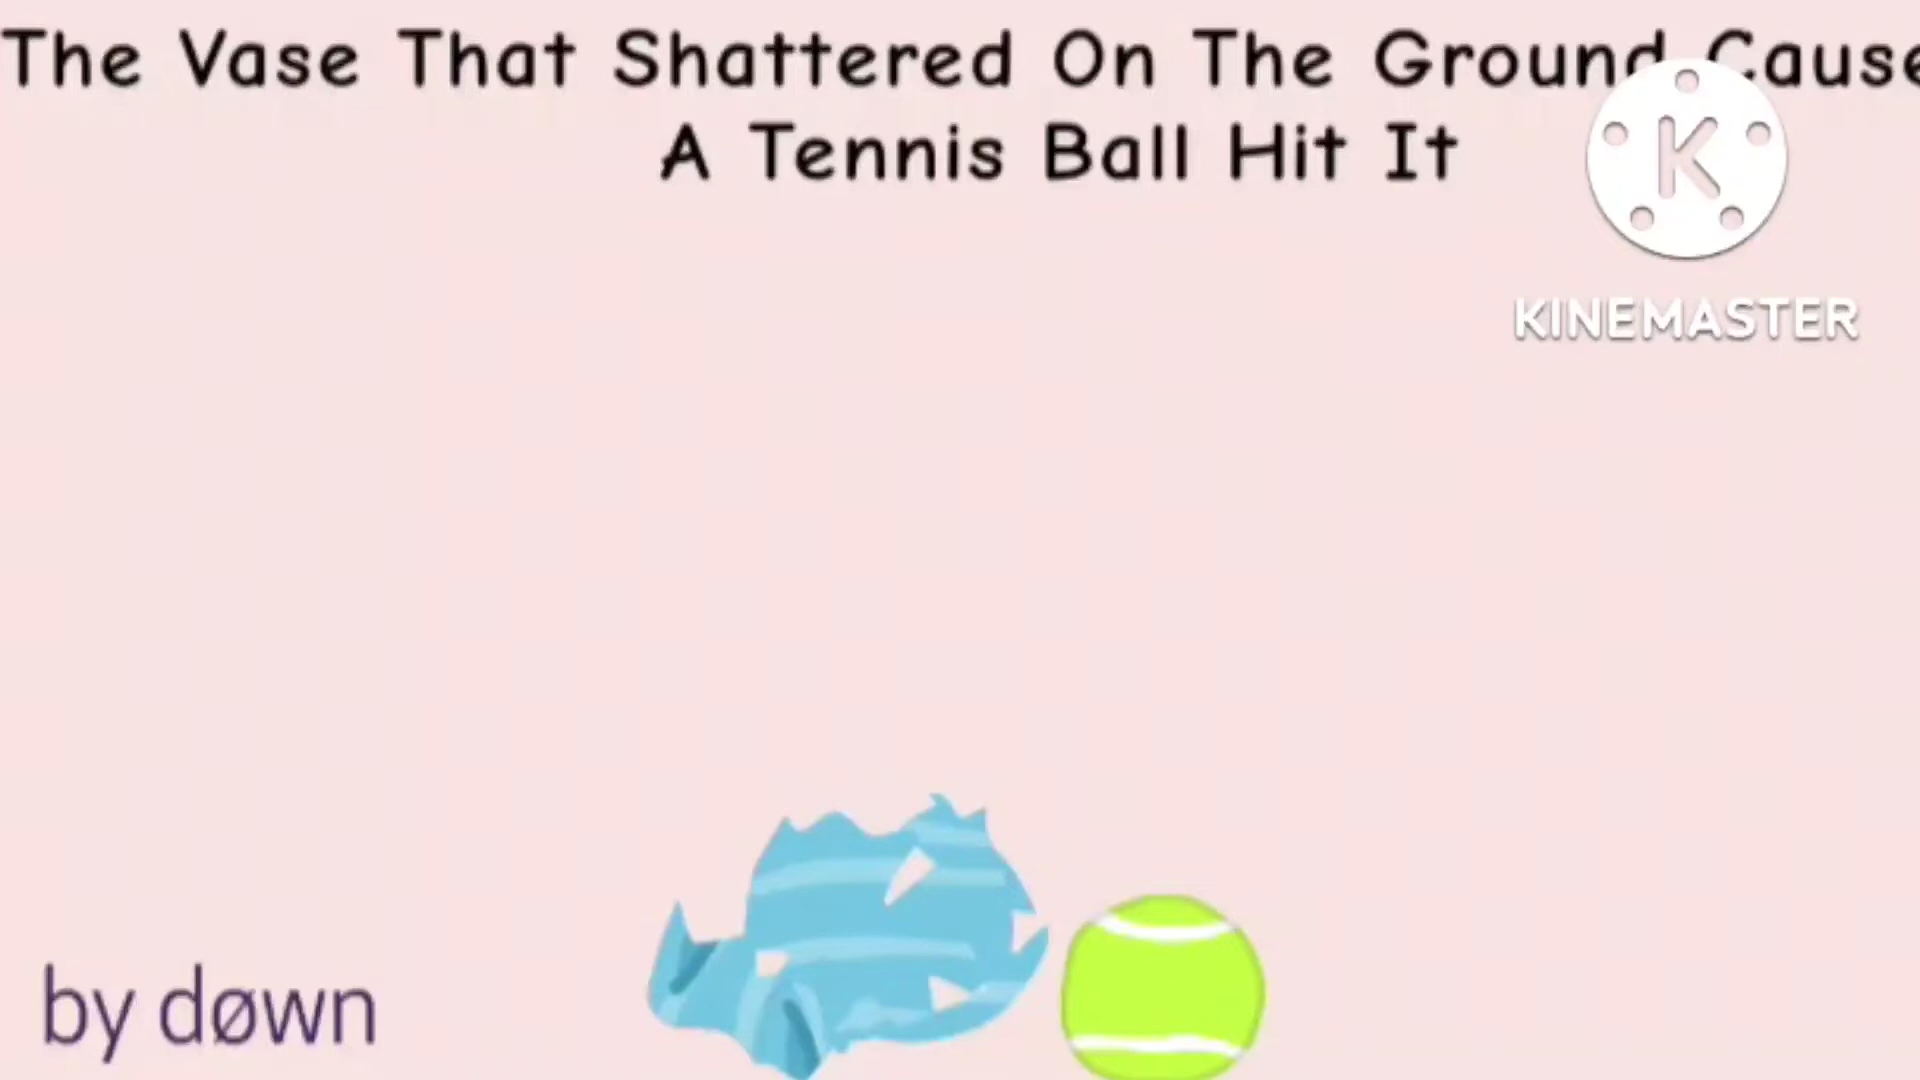 The Vase That Shattered On The Ground Cause
A Tennis Ball Hit It
K
KINEMASTER
by døwn